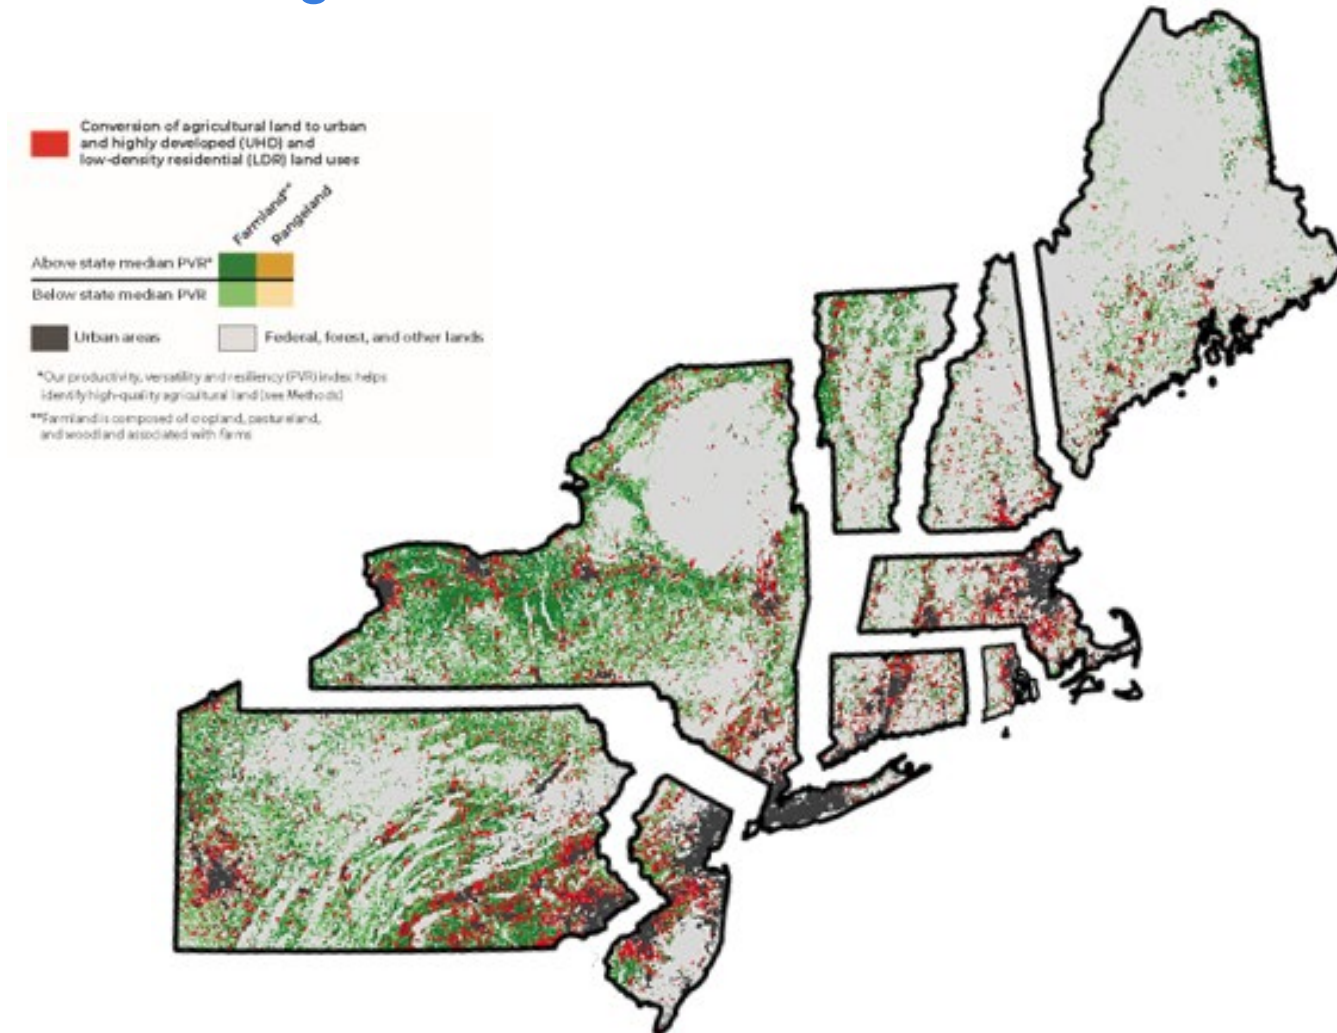 Conversion of agricultural land to urban
and highly developed (UHD) and
low-density residential (LDR) land uses
Farmland**
Rangeland
Above state median PVR*
Below state median PVR
Urban areas
Federal, forest, and other lands
*Our productivity, versatility and resiliency (PVR) index helps
identify high-quality agricultural land (see Methods)
**Farmland is composed of cropland, pastureland,
and woodland associated with farms